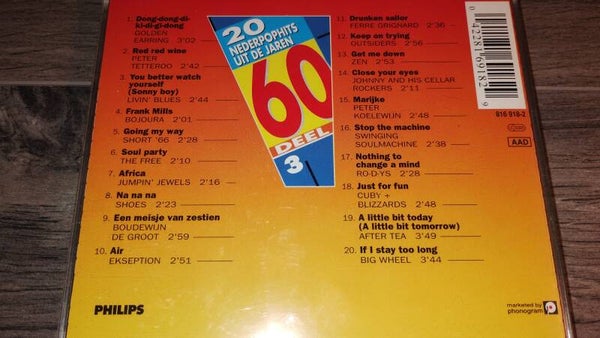 1. Dong-dong-di-
ki-di-gi-dong
GOLDEN
EARRING 3'02
2. Red red wine
PETER
TETTEROO 2'42
3. You better watch
yourself
(Sonny boy)
LIVIN' BLUES 2'44
4. Frank Mills
BOJOURA 2'01
5. Going my way
SHORT '66 2'28
6. Soul party
THE FREE 2'10
7. Africa
JUMPIN' JEWELS 2'16
8. Na na na
SHOES 2'23
9. Een meisje van zestien
BOUDEWIJN
DE GROOT 2'59
10. Air
EKSEPTION 2'51
PHILIPS
20
NEDERPOPHITS
UIT DE JAREN
60
DEEL
3
11. Drunken sailor
FERRE GRIGNARD 2'36
12. Keep on trying
OUTSIDERS 2'56
13. Get me down
ZEN 2'53
14. Close your eyes
JOHNNY AND HIS CELLAR
ROCKERS 2'11
15. Marijke
PETER
KOELEWIJN 2'48
16. Stop the machine
SWINGING
SOULMACHINE 2'38
17. Nothing to
change a mind
RO-D-YS 2'28
18. Just for fun
CUBY +
BLIZZARDS 2'48
19. A little bit today
(A little bit tomorrow)
AFTER TEA 3'49
20. If I stay too long
BIG WHEEL 3'44
0 42281 69182 9
816 918-2
AAD
marketed by
phonogram